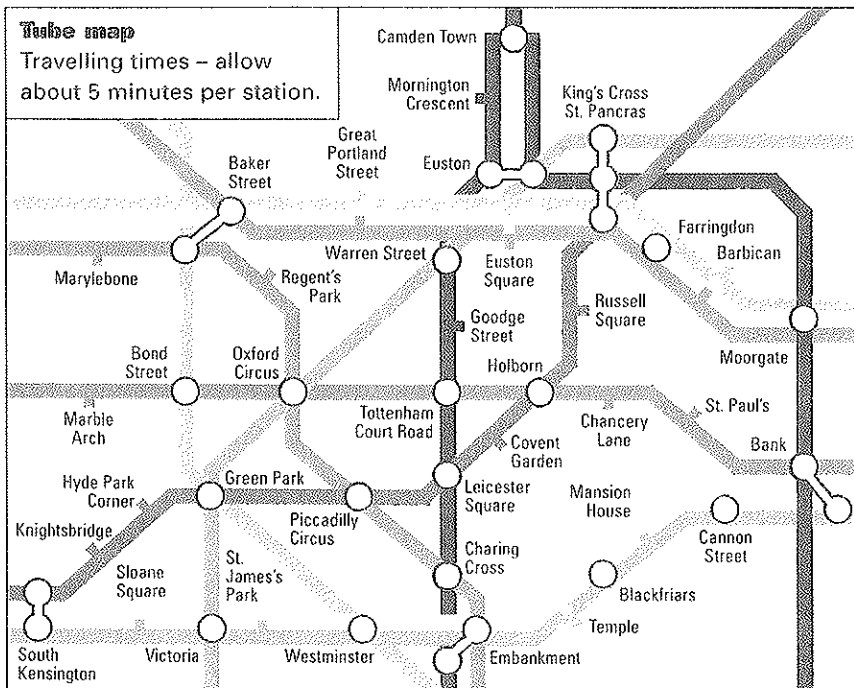 Tube map
Travelling times – allow
about 5 minutes per station.
Camden Town
Mornington
Crescent
King's Cross
St. Pancras
Great
Portland
Street
Euston
Baker
Street
Farringdon
Barbican
Warren Street
Euston
Square
Marylebone
Regent's
Park
Russell
Square
Goodge
Street
Moorgate
Bond
Street
Oxford
Circus
Holborn
Marble
Arch
Tottenham
Court Road
Chancery
Lane
St. Paul's
Covent
Garden
Bank
Hyde Park
Corner
Green Park
Leicester
Square
Mansion
House
Knightsbridge
Piccadilly
Circus
Cannon
Street
Sloane
Square
St.
James's
Park
Charing
Cross
Blackfriars
Temple
South
Kensington
Victoria
Westminster
Embankment